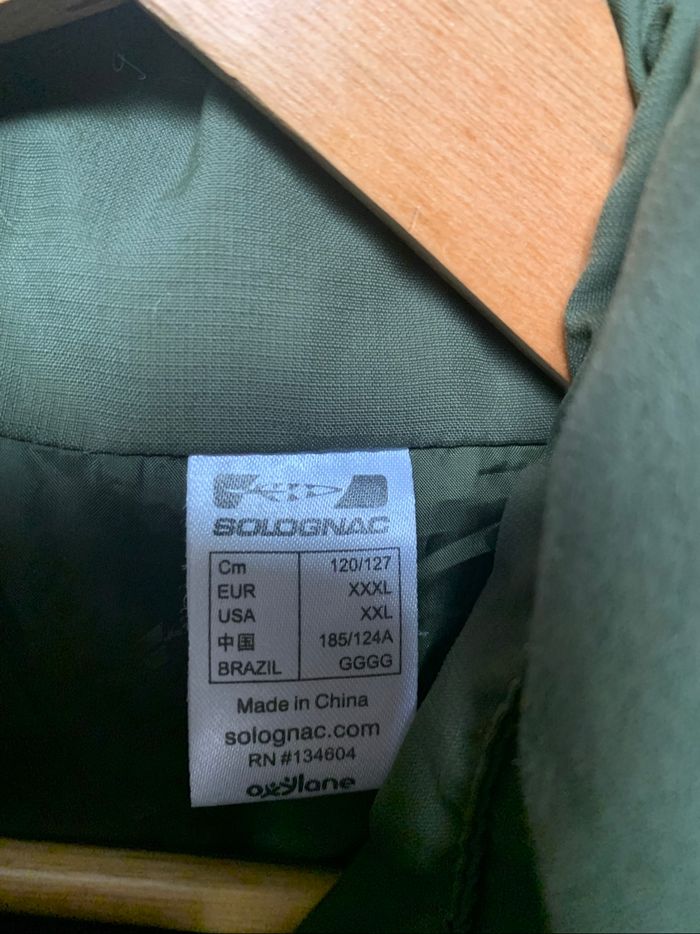 SOLOGNAC
Cm 120/127
EUR XXXL
USA XXL
中国 185/124A
BRAZIL GGGG
Made in China
solognac.com
RN #134604
oxylane